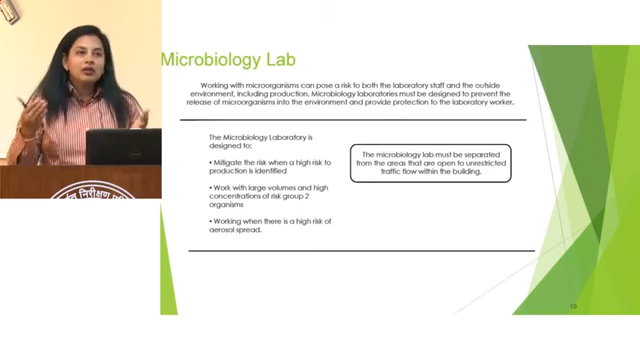 Microbiology Lab
Working with microorganisms can pose a risk to both the laboratory staff and the outside
environment, including production. Microbiology laboratories must be designed to prevent the
release of microorganisms into the environment and provide protection to the laboratory worker.
The Microbiology Laboratory is
designed to:
• Mitigate the risk when a high risk to
production is identified
• Work with large volumes and high
concentrations of risk group 2
organisms
• Working when there is a high risk of
aerosol spread.
The microbiology lab must be separated
from the areas that are open to unrestricted
traffic flow within the building.
10
निरीक्षण